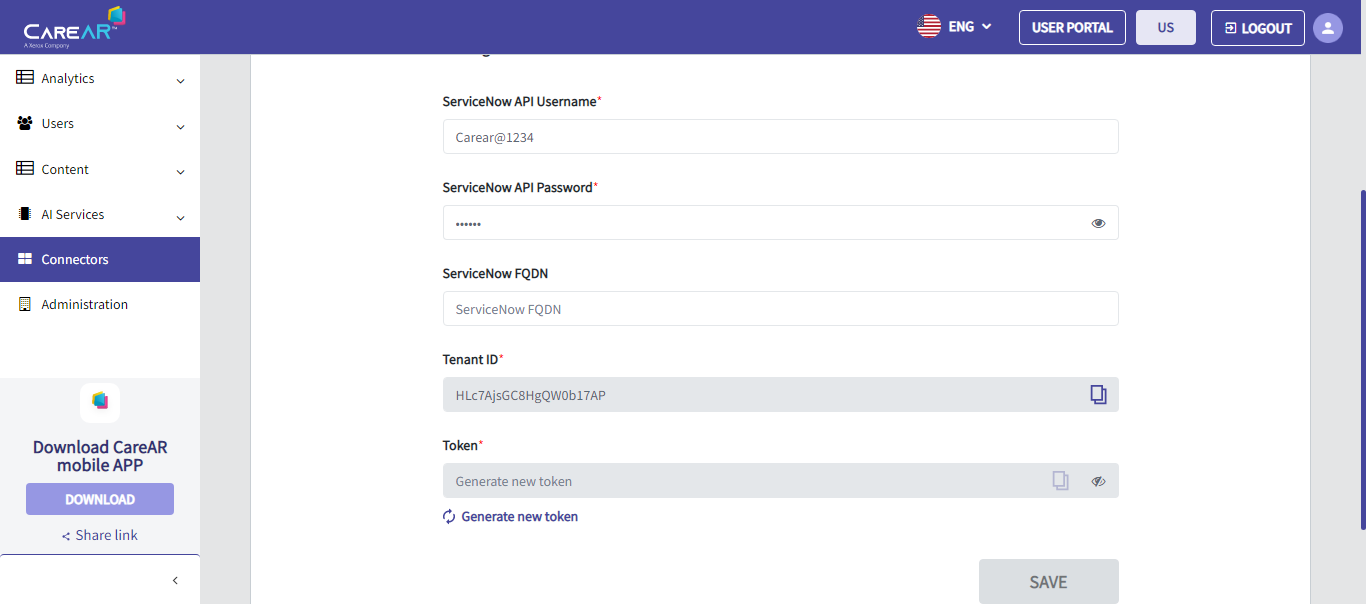 CAREAR™
A Xerox Company
ENG
USER PORTAL
US
LOGOUT
Analytics
Users
Content
AI Services
Connectors
Administration
Download CareAR
mobile APP
DOWNLOAD
Share link
ServiceNow API Username*
Carear@1234
ServiceNow API Password*
••••••
ServiceNow FQDN
ServiceNow FQDN
Tenant ID*
HLc7AjsGC8HgQW0b17AP
Token*
Generate new token
Generate new token
SAVE